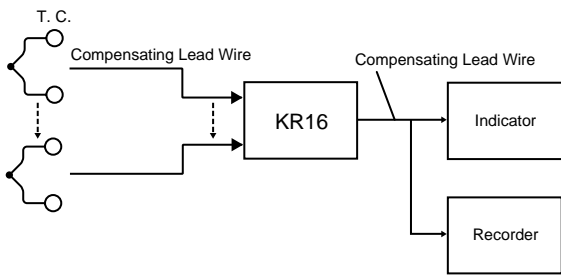 T. C.
Compensating Lead Wire
Compensating Lead Wire
KR16
Indicator
Recorder